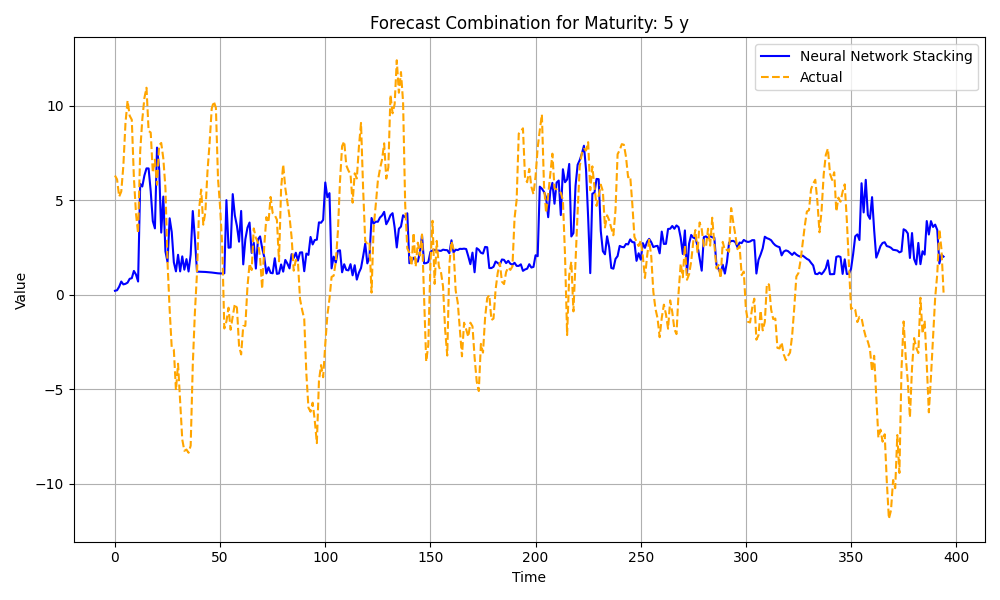 Forecast Combination for Maturity: 5 y
Neural Network Stacking
Actual
Value
10
5
0
−5
−10
0 50 100 150 200 250 300 350 400
Time